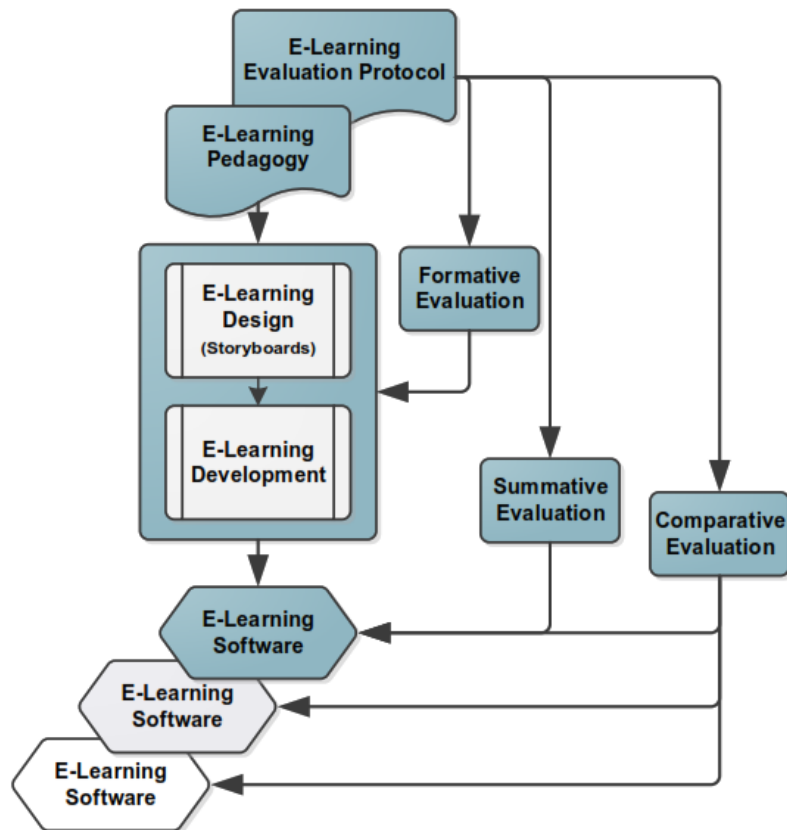 E-Learning
Evaluation Protocol
E-Learning
Pedagogy
E-Learning
Design
(Storyboards)
Formative
Evaluation
E-Learning
Development
Summative
Evaluation
Comparative
Evaluation
E-Learning
Software
E-Learning
Software
E-Learning
Software